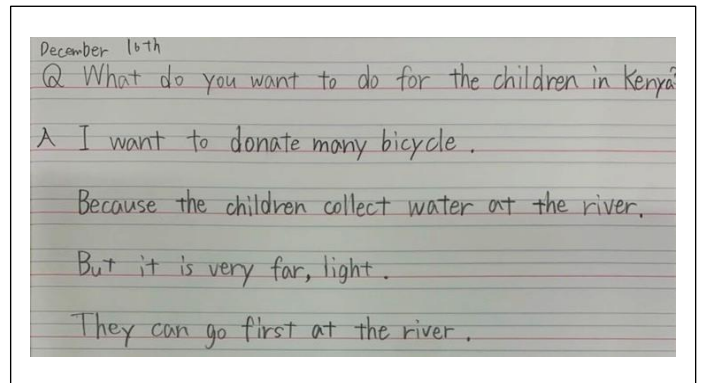 December 16th
Q What do you want to do for the children in Kenya?
A I want to donate many bicycle.
Because the children collect water at the river.
But it is very far, light.
They can go first at the river.